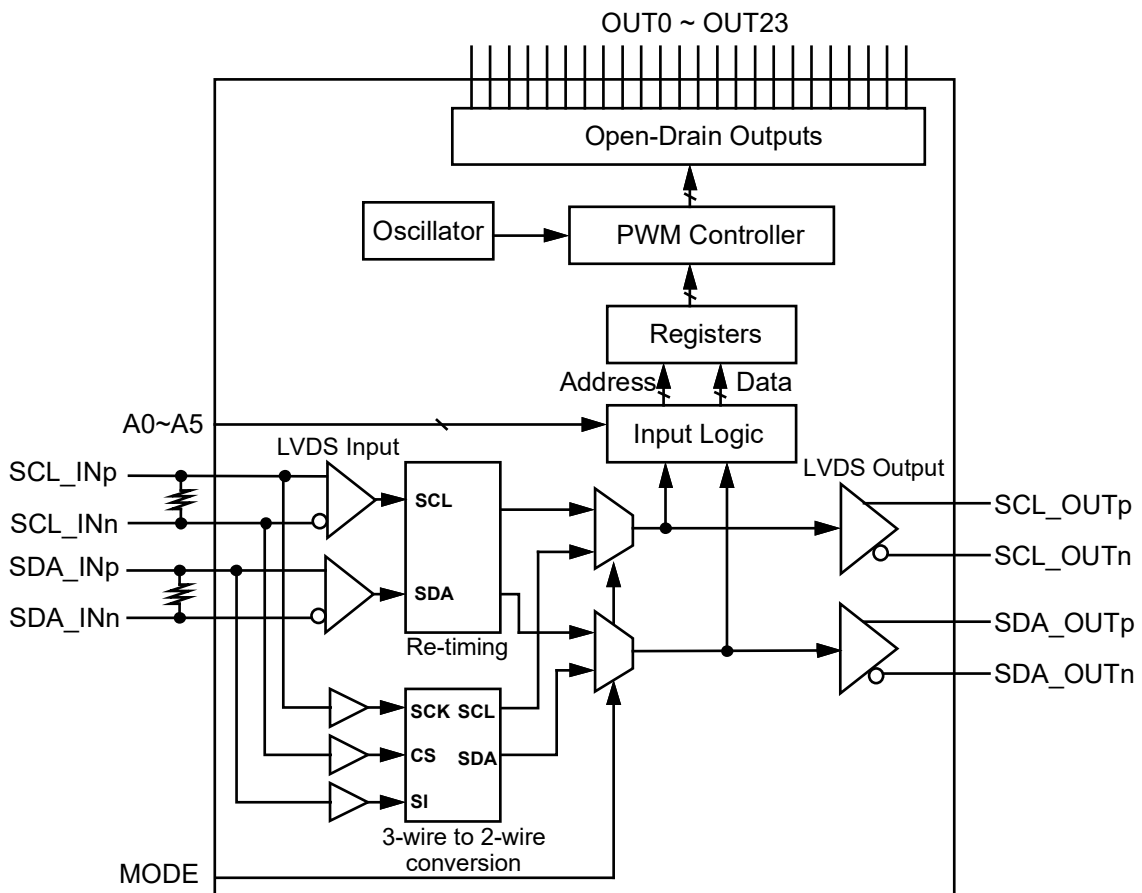 OUT0 ~ OUT23
Open-Drain Outputs
Oscillator
PWM Controller
Registers
Address
Data
A0~A5
Input Logic
LVDS Input
LVDS Output
SCL_INp
SCL_INn
SDA_INp
SDA_INn
SCL
SDA
Re-timing
SCL_OUTp
SCL_OUTn
SDA_OUTp
SDA_OUTn
SCK SCL
CS SDA
SI
3-wire to 2-wire
conversion
MODE